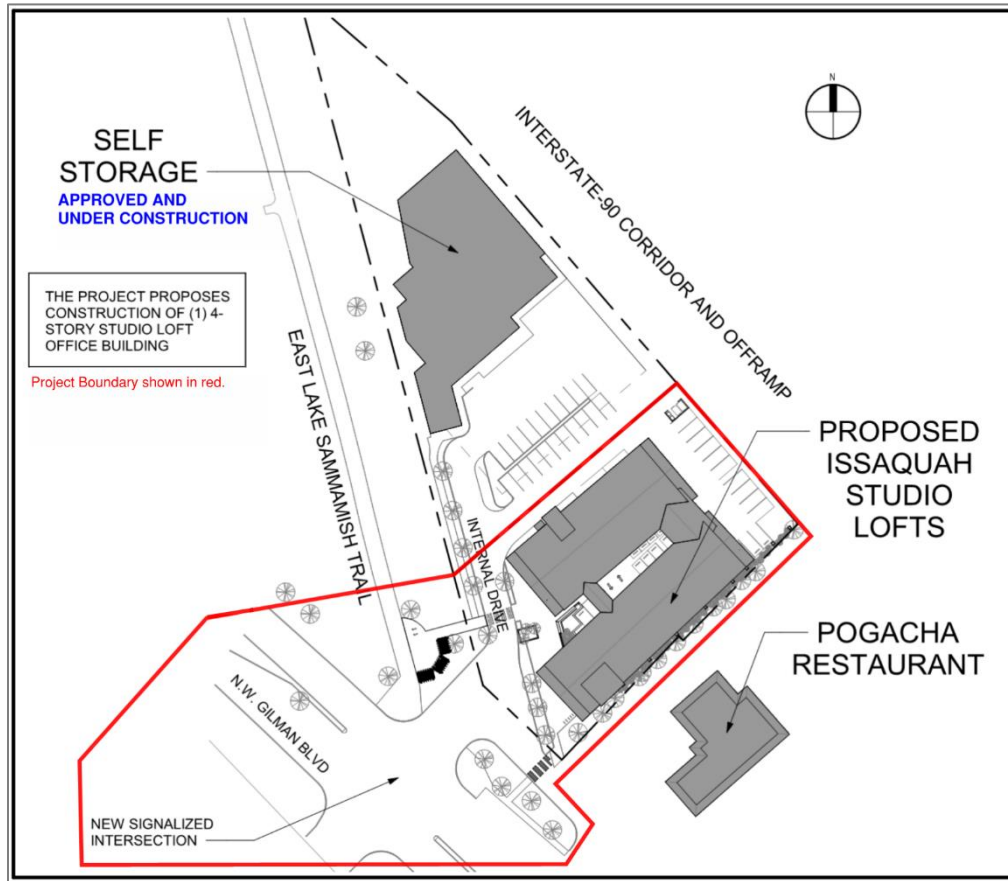 N
SELF
STORAGE
APPROVED AND
UNDER CONSTRUCTION
INTERSTATE-90 CORRIDOR AND OFFRAMP
THE PROJECT PROPOSES
CONSTRUCTION OF (1) 4-
STORY STUDIO LOFT
OFFICE BUILDING
Project Boundary shown in red.
EAST LAKE SAMMAMISH TRAIL
PROPOSED
ISSAQUAH
STUDIO
LOFTS
INTERNAL DRIVE
POGACHA
RESTAURANT
N.W. GILMAN BLVD
NEW SIGNALIZED
INTERSECTION